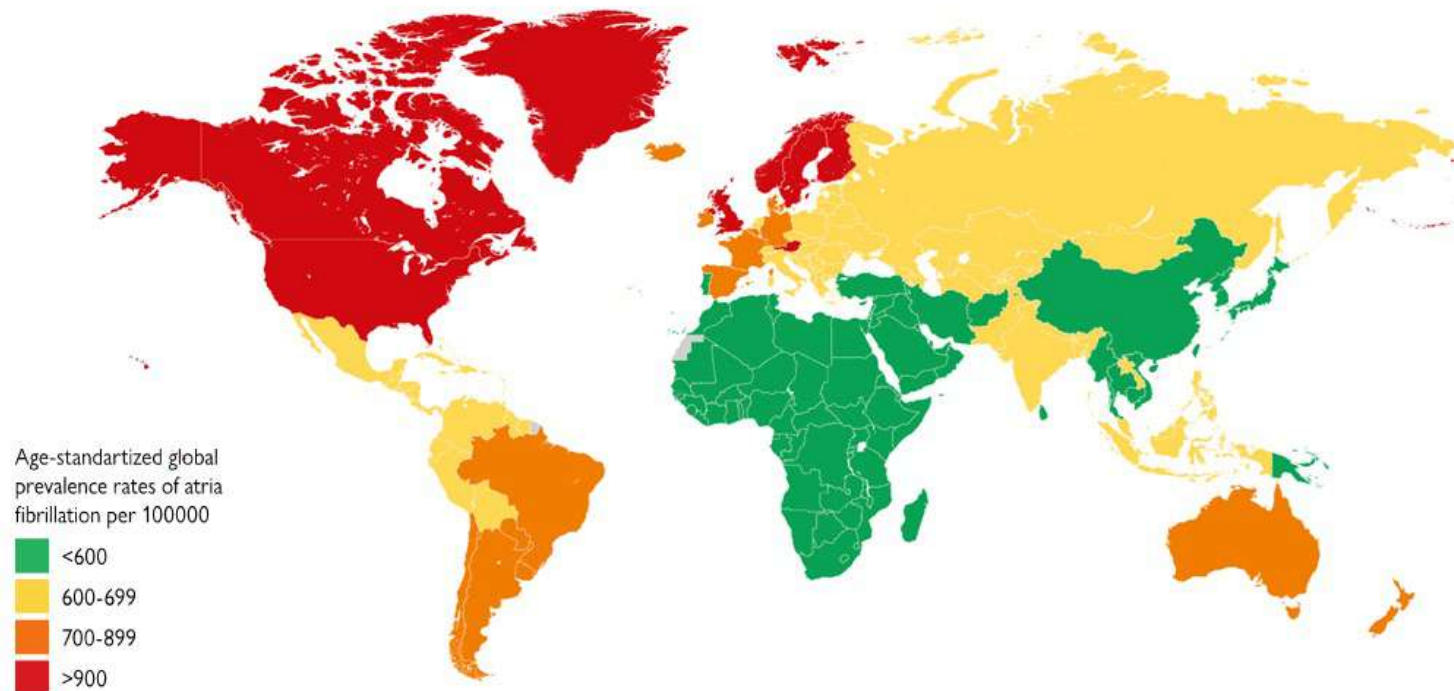 Age-standartized global
prevalence rates of atria
fibrillation per 100000
<600
600-699
700-899
>900